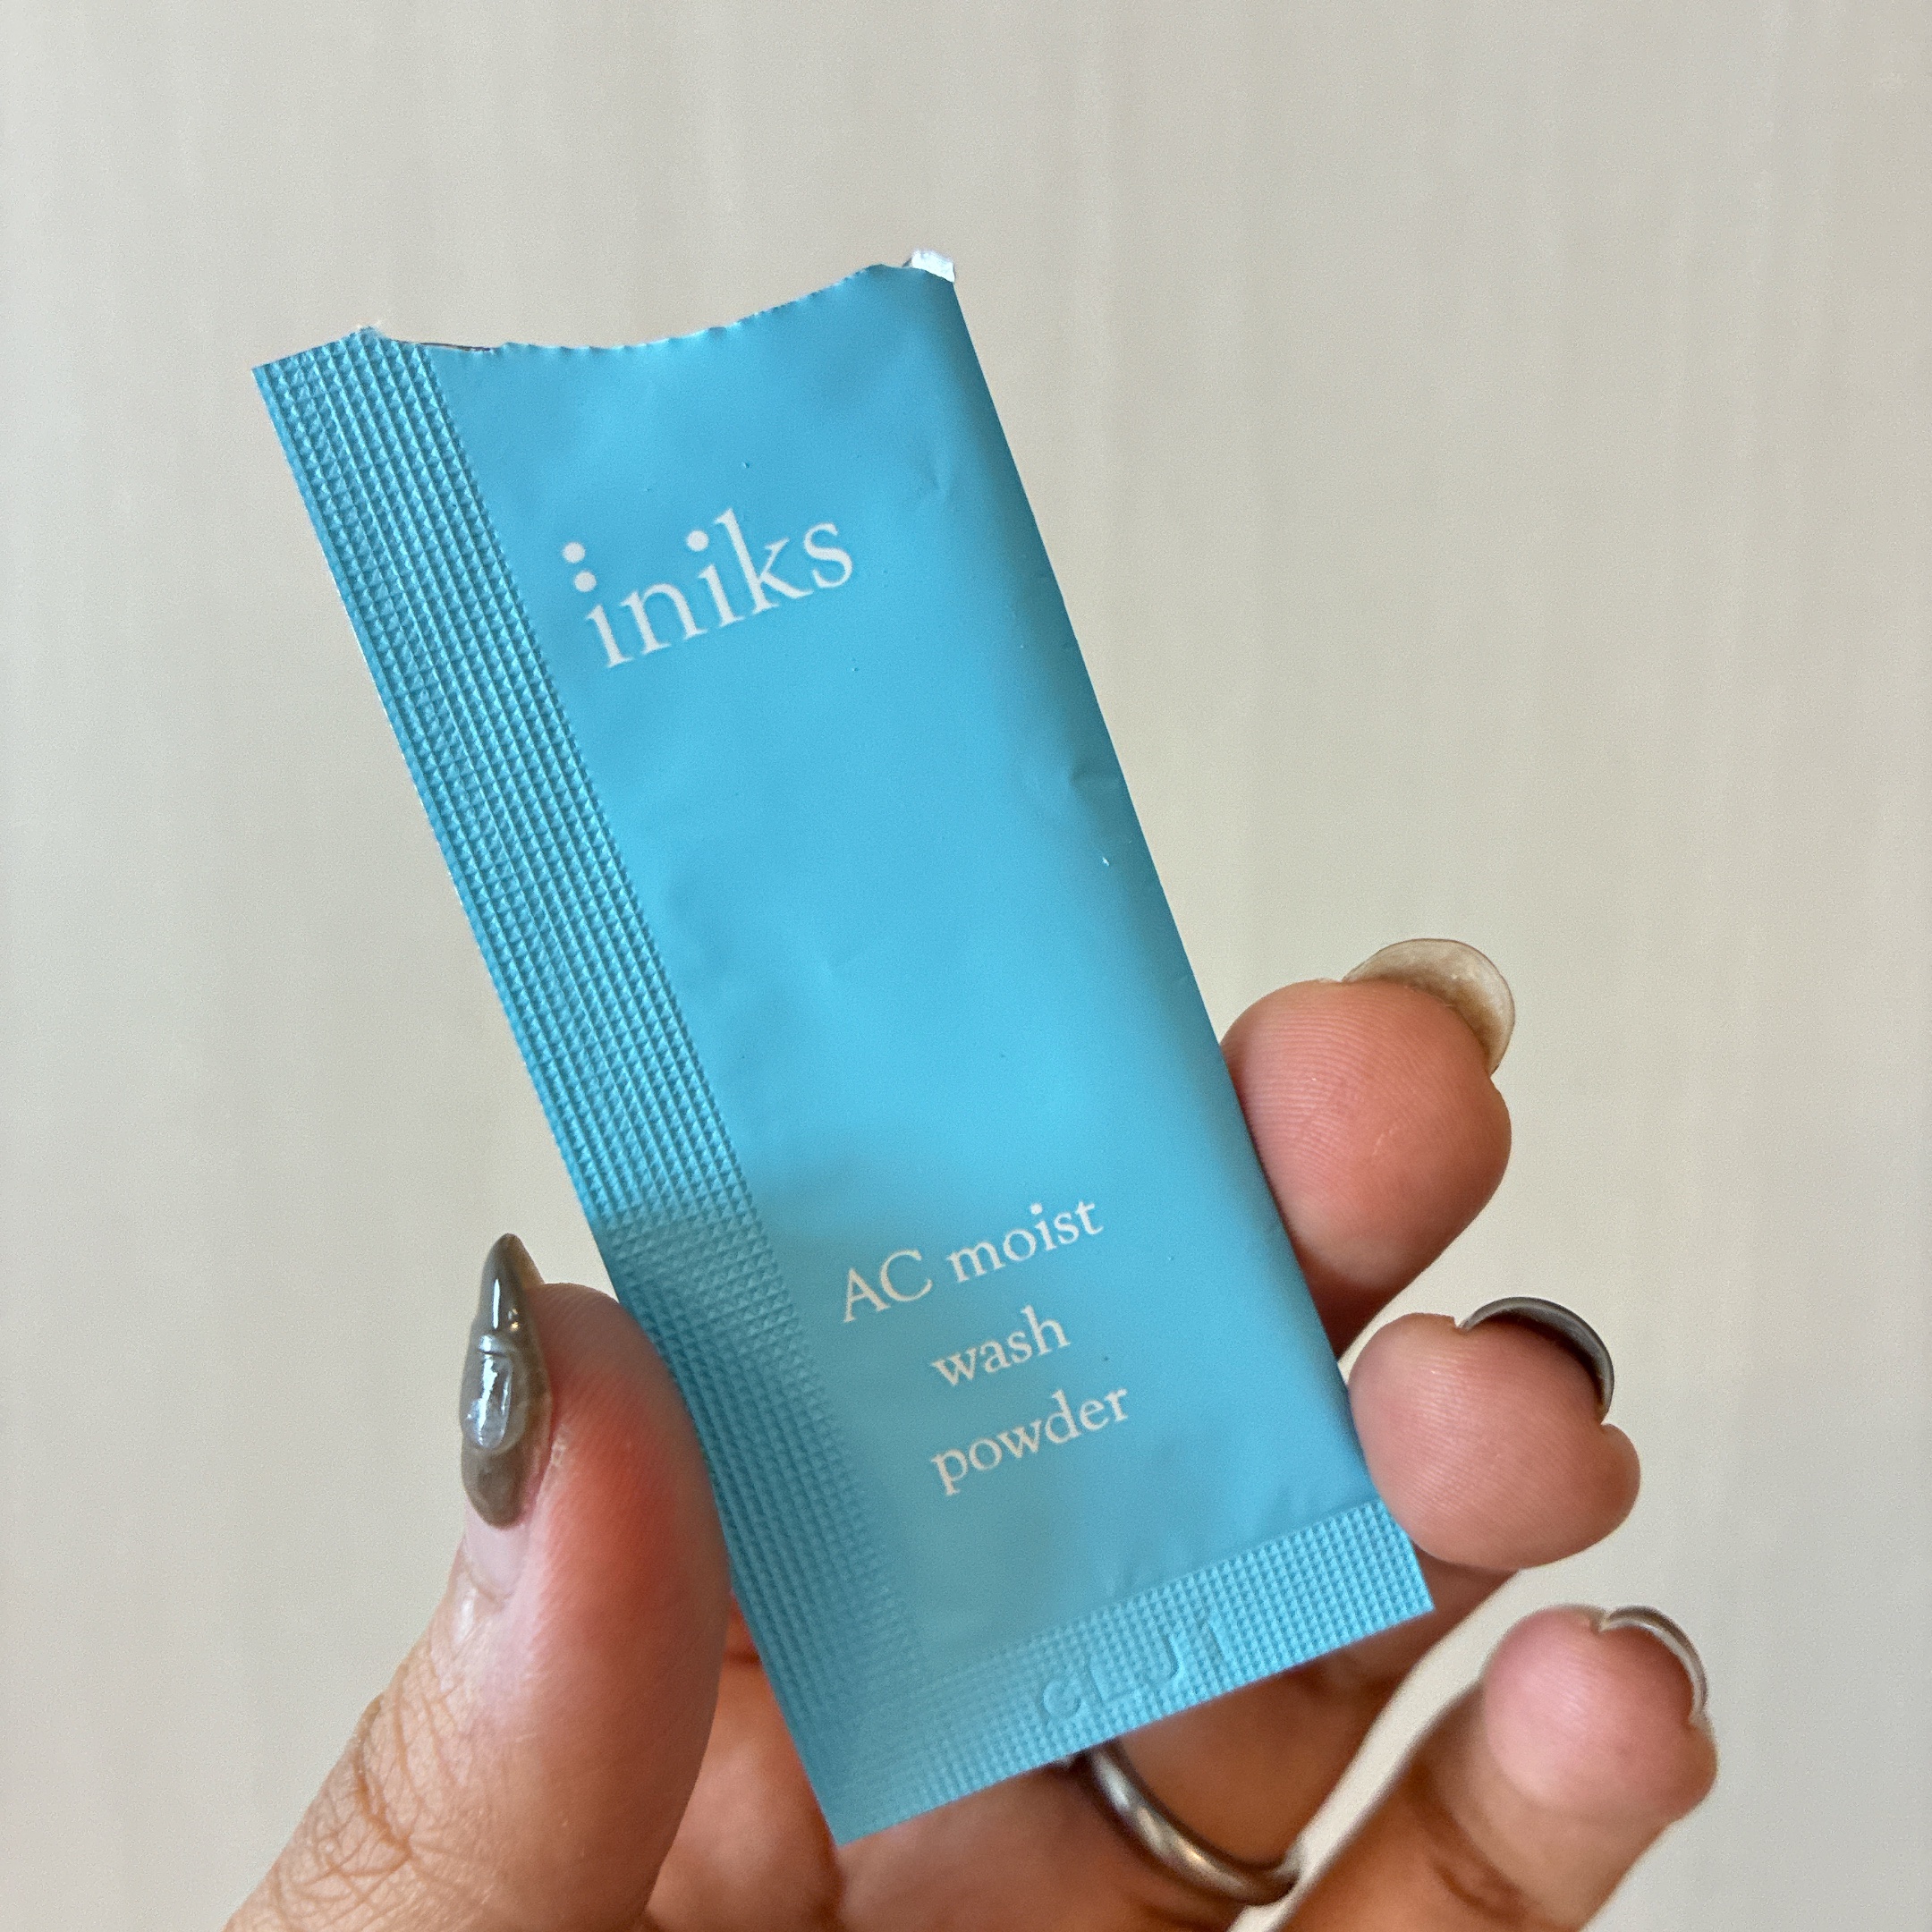 iniks
AC moist
wash
powder